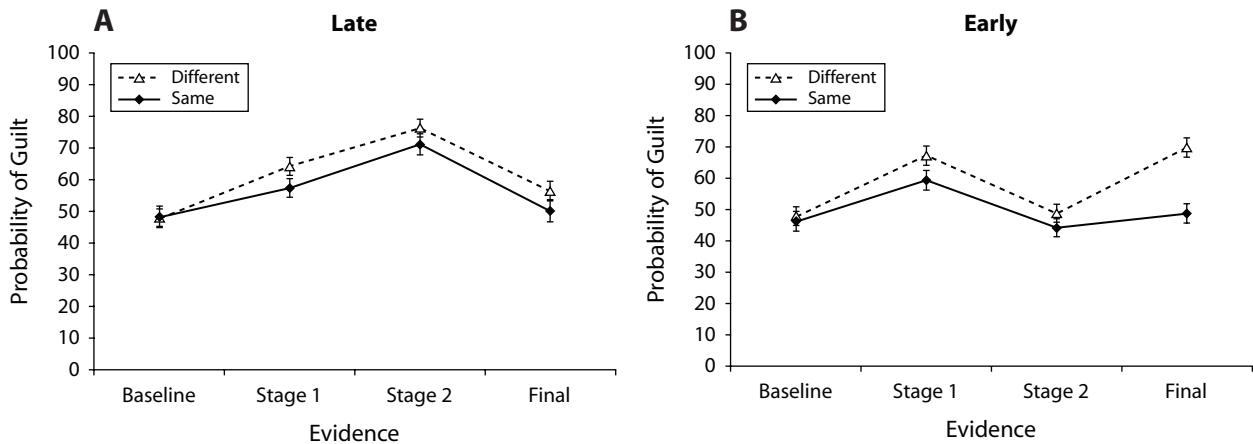 A
Late
100
90
80
70
60
50
40
30
20
10
0
Different
Same
Probability of Guilt
Baseline Stage 1 Stage 2 Final
Evidence
B
Early
100
90
80
70
60
50
40
30
20
10
0
Different
Same
Probability of Guilt
Baseline Stage 1 Stage 2 Final
Evidence